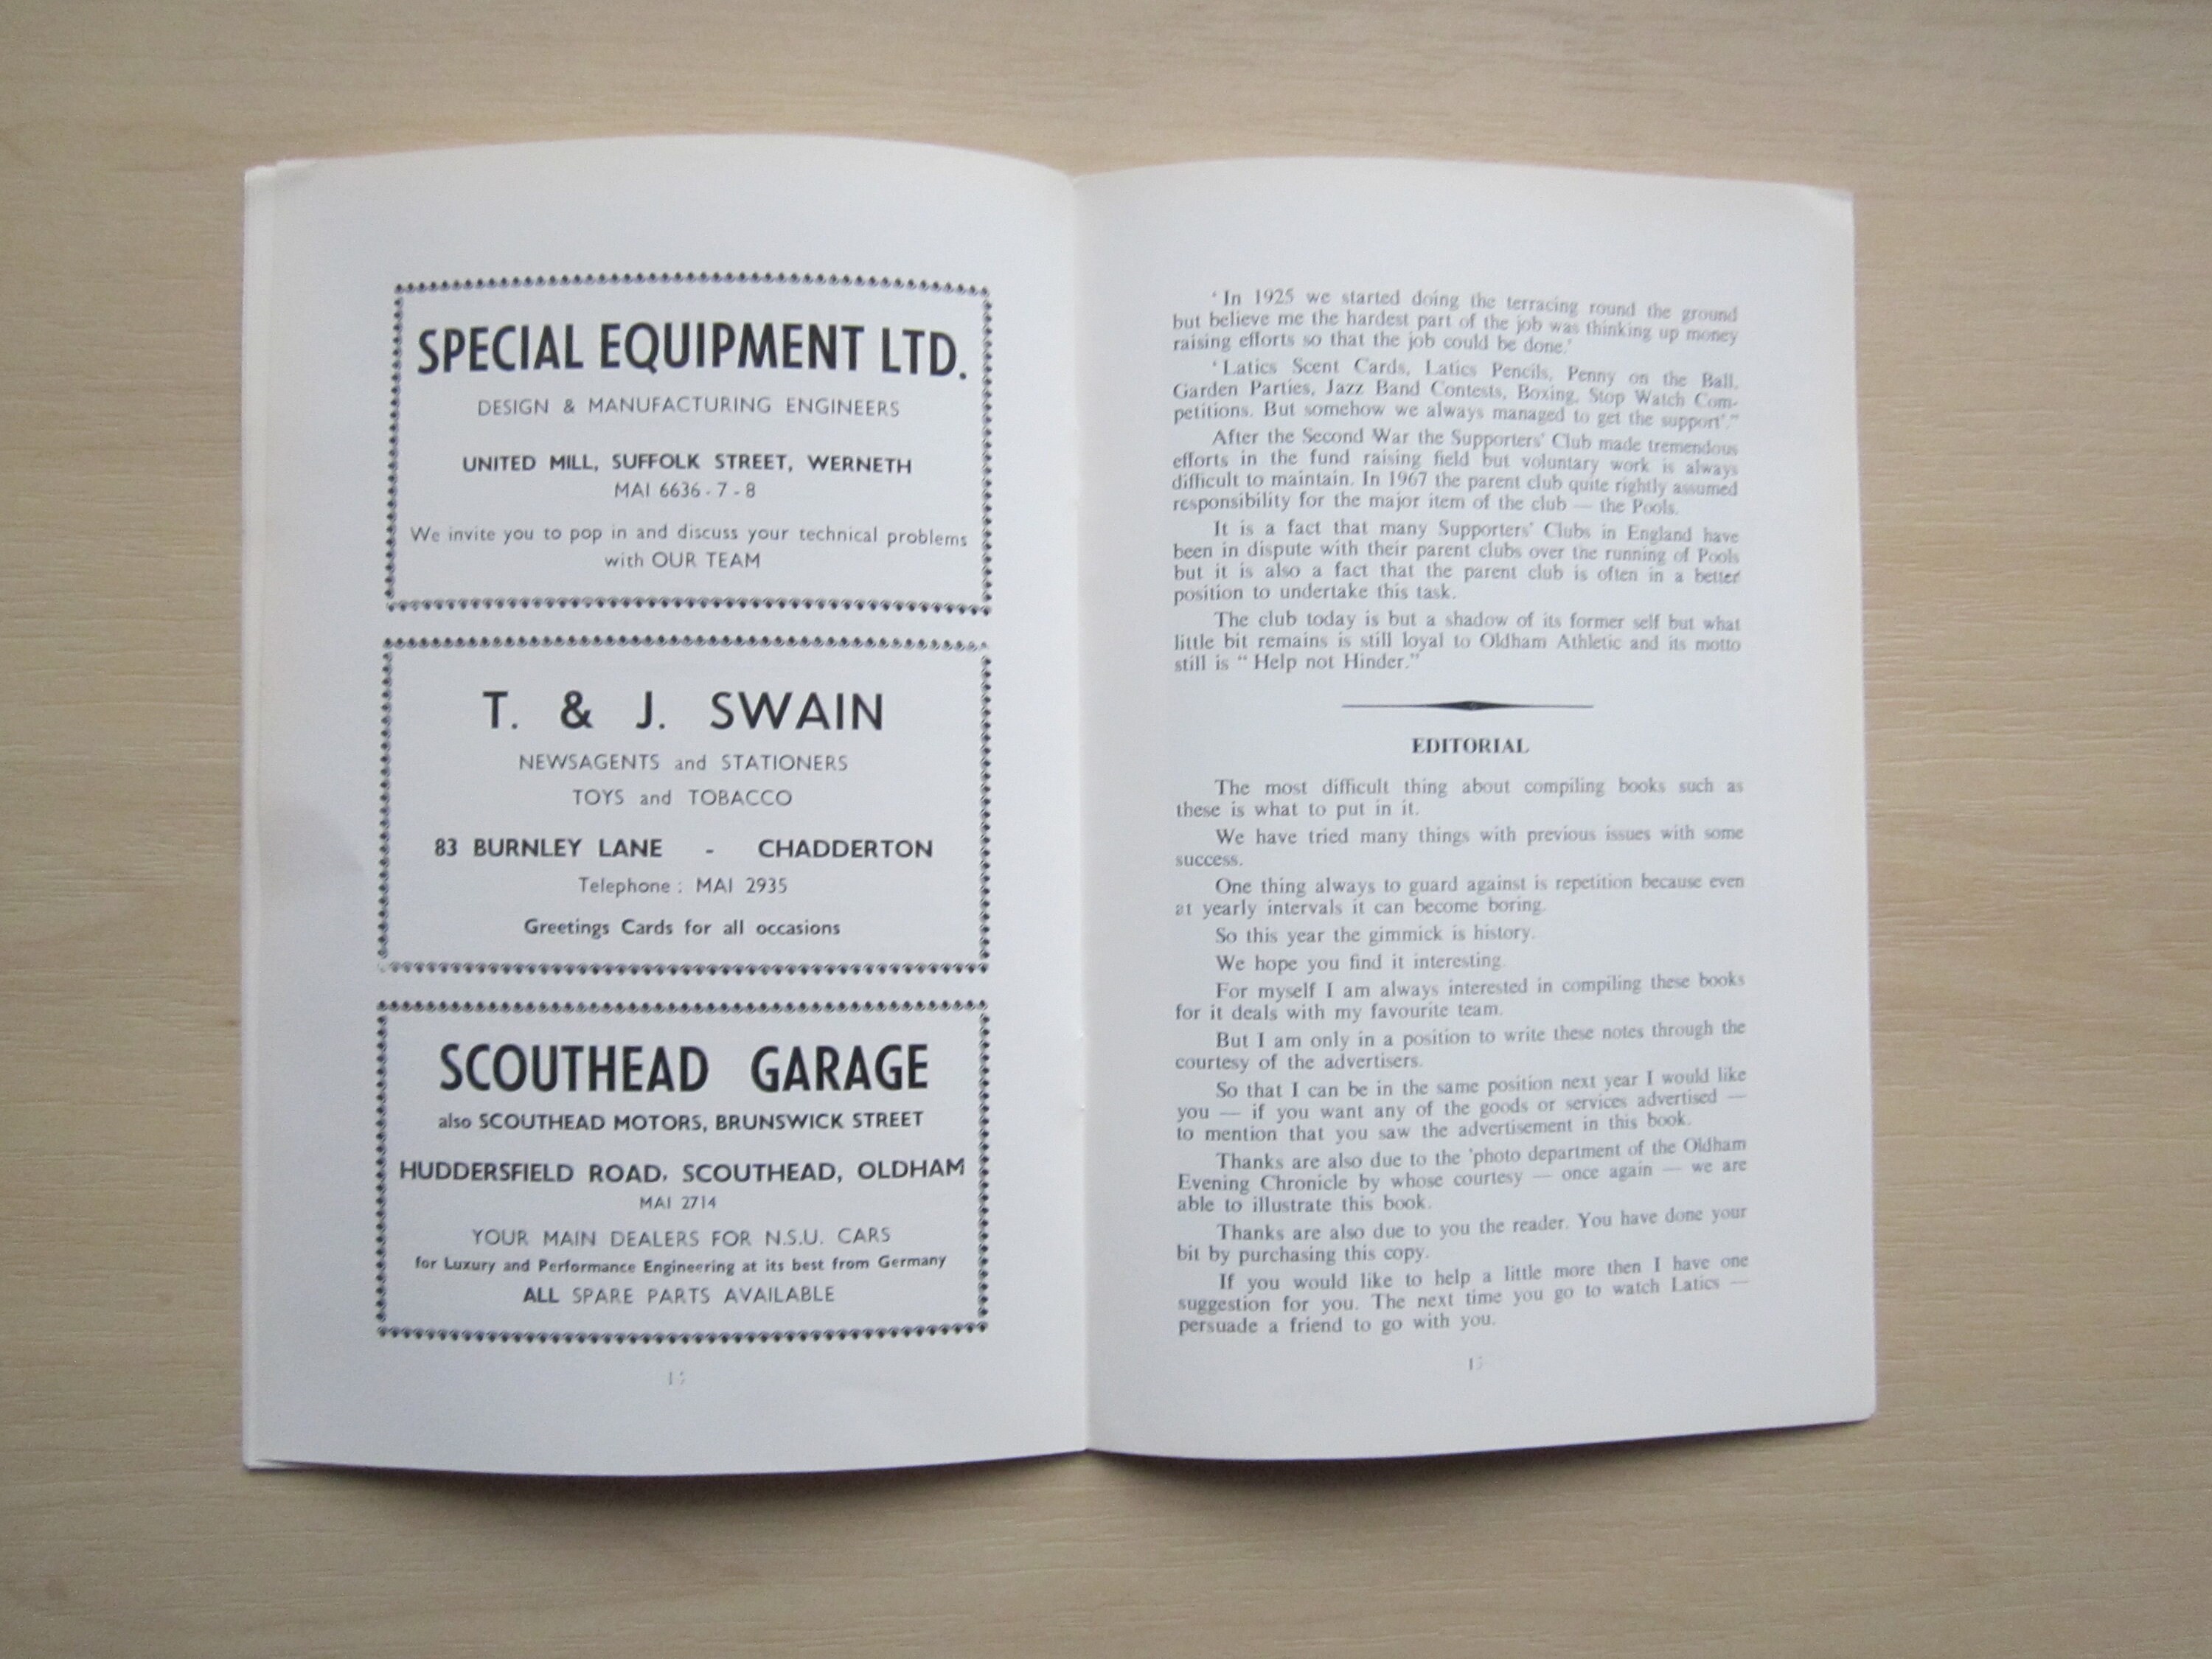 SPECIAL EQUIPMENT LTD.
DESIGN & MANUFACTURING ENGINEERS
UNITED MILL, SUFFOLK STREET, WERNETH
MAI 6636 - 7 - 8
We invite you to pop in and discuss your technical problems
with OUR TEAM
T. & J. SWAIN
NEWSAGENTS and STATIONERS
TOYS and TOBACCO
83 BURNLEY LANE - CHADDERTON
Telephone : MAI 2935
Greetings Cards for all occasions
SCOUTHEAD GARAGE
also SCOUTHEAD MOTORS, BRUNSWICK STREET
HUDDERSFIELD ROAD, SCOUTHEAD, OLDHAM
MAI 2714
YOUR MAIN DEALERS FOR N.S.U. CARS
for Luxury and Performance Engineering at its best from Germany
ALL SPARE PARTS AVAILABLE
‘ In 1925 we started doing the terracing round the ground
but believe me the hardest part of the job was thinking up money
raising efforts so that the job could be done.’
‘ Latics Scent Cards, Latics Pencils, Penny on the Ball,
Garden Parties, Jazz Band Contests, Boxing, Stop Watch Com-
petitions. But somehow we always managed to get the support’.”
After the Second War the Supporters’ Club made tremendous
efforts in the fund raising field but voluntary work is always
difficult to maintain. In 1967 the parent club quite rightly assumed
responsibility for the major item of the club — the Pools.
It is a fact that many Supporters’ Clubs in England have
been in dispute with their parent clubs over the running of Pools
but it is also a fact that the parent club is often in a better
position to undertake this task.
The club today is but a shadow of its former self but what
little bit remains is still loyal to Oldham Athletic and its motto
still is “ Help not Hinder.”
EDITORIAL
The most difficult thing about compiling books such as
these is what to put in it.
We have tried many things with previous issues with some
success.
One thing always to guard against is repetition because even
at yearly intervals it can become boring.
So this year the gimmick is history.
We hope you find it interesting.
For myself I am always interested in compiling these books
for it deals with my favourite team.
But I am only in a position to write these notes through the
courtesy of the advertisers.
So that I can be in the same position next year I would like
you — if you want any of the goods or services advertised —
to mention that you saw the advertisement in this book.
Thanks are also due to the 'photo department of the Oldham
Evening Chronicle by whose courtesy — once again — we are
able to illustrate this book.
Thanks are also due to you the reader. You have done your
bit by purchasing this copy.
If you would like to help a little more then I have one
suggestion for you. The next time you go to watch Latics —
persuade a friend to go with you.